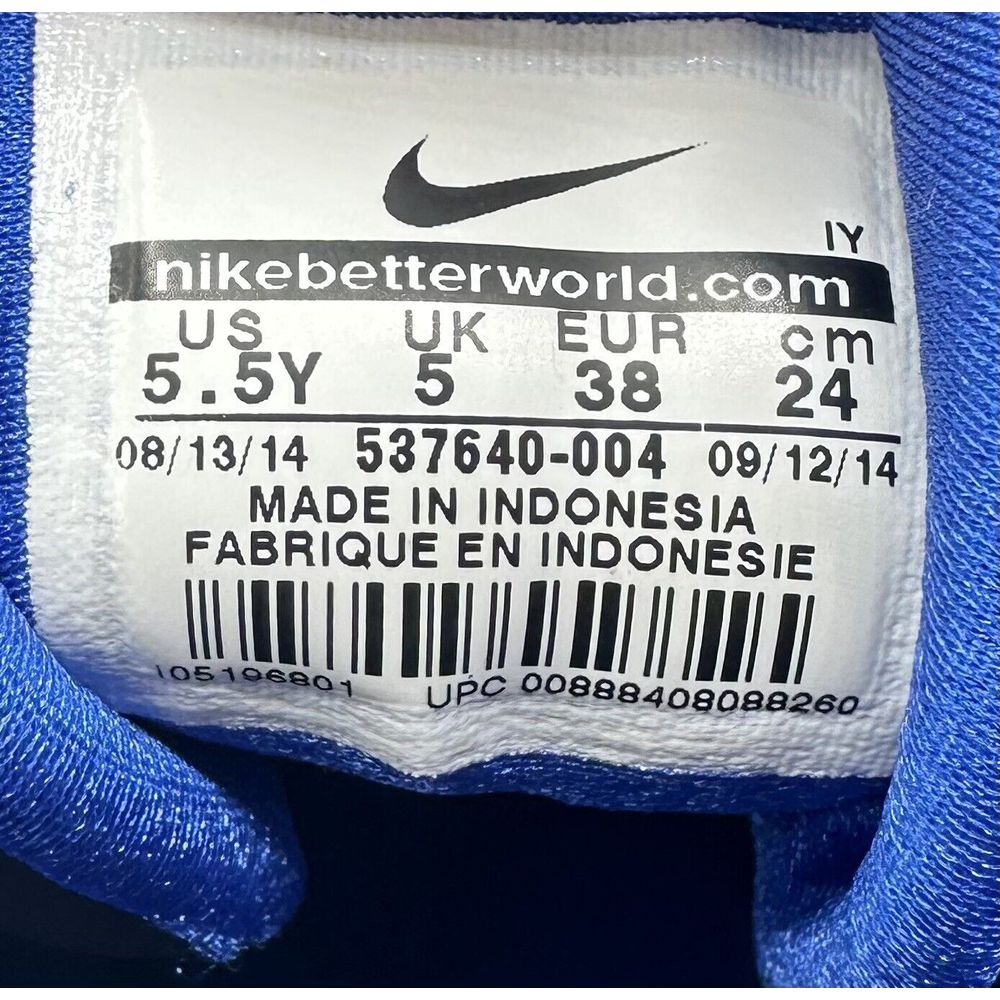 IY
nikebetterworld.com
US UK EUR cm
5.5Y 5 38 24
08/13/14 537640-004 09/12/14
MADE IN INDONESIA
FABRIQUE EN INDONESIE
105196801 UPC 00888408088260